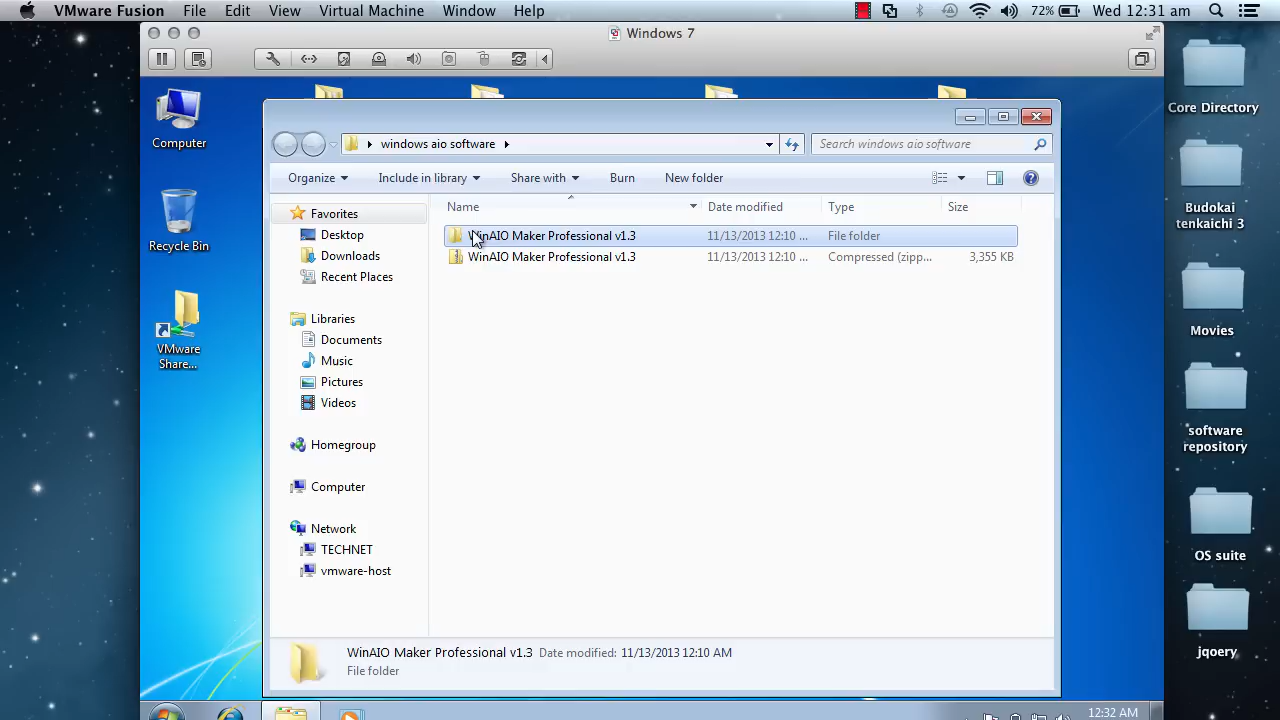 VMware Fusion File Edit View Virtual Machine Window Help 72% Wed 12:31 am
Windows 7
Computer
Recycle Bin
VMware
Share...
windows aio software
Search windows aio software
Organize Include in library Share with Burn New folder
Name Date modified Type Size
WinAIO Maker Professional v1.3 11/13/2013 12:10 ... File folder
WinAIO Maker Professional v1.3 11/13/2013 12:10 ... Compressed (zipp... 3,355 KB
Favorites
Desktop
Downloads
Recent Places
Libraries
Documents
Music
Pictures
Videos
Homegroup
Computer
Network
TECHNET
vmware-host
WinAIO Maker Professional v1.3 Date modified: 11/13/2013 12:10 AM
File folder
12:32 AM
Core Directory
Budokai
tenkaichi 3
Movies
software
repository
OS suite
jqoery